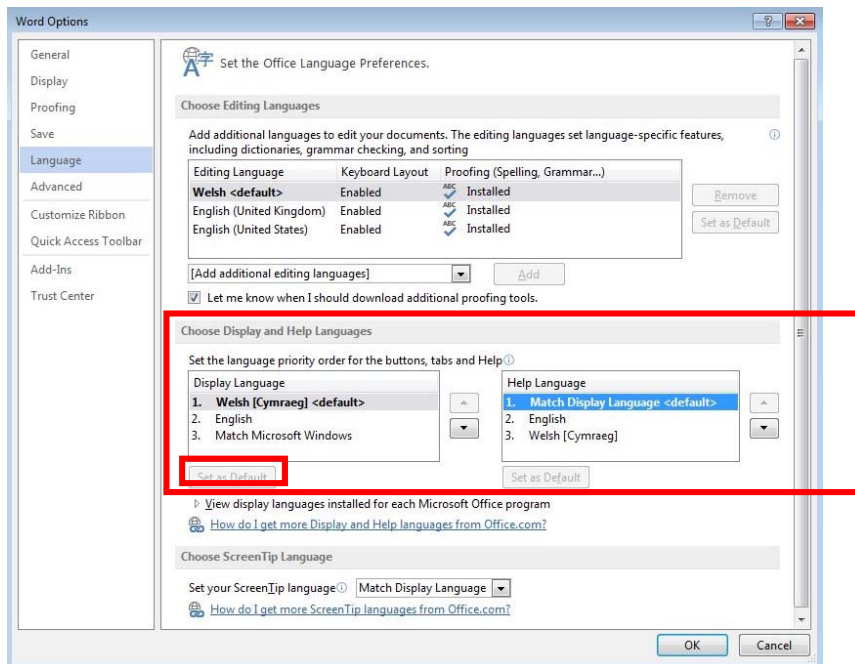 Word Options
General
Display
Proofing
Save
Language
Advanced
Customize Ribbon
Quick Access Toolbar
Add-Ins
Trust Center
A字 Set the Office Language Preferences.
Choose Editing Languages
Add additional languages to edit your documents. The editing languages set language-specific features,
including dictionaries, grammar checking, and sorting
Editing Language Keyboard Layout Proofing (Spelling, Grammar...)
Welsh <default> Enabled ABC Installed
English (United Kingdom) Enabled ABC Installed
English (United States) Enabled ABC Installed
Remove
Set as Default
[Add additional editing languages] Add
Let me know when I should download additional proofing tools.
Choose Display and Help Languages
Set the language priority order for the buttons, tabs and Help
Display Language
1. Welsh [Cymraeg] <default>
2. English
3. Match Microsoft Windows
Set as Default
Help Language
1. Match Display Language <default>
2. English
3. Welsh [Cymraeg]
Set as Default
View display languages installed for each Microsoft Office program
How do I get more Display and Help languages from Office.com?
Choose ScreenTip Language
Set your ScreenTip language Match Display Language
How do I get more ScreenTip languages from Office.com?
OK Cancel